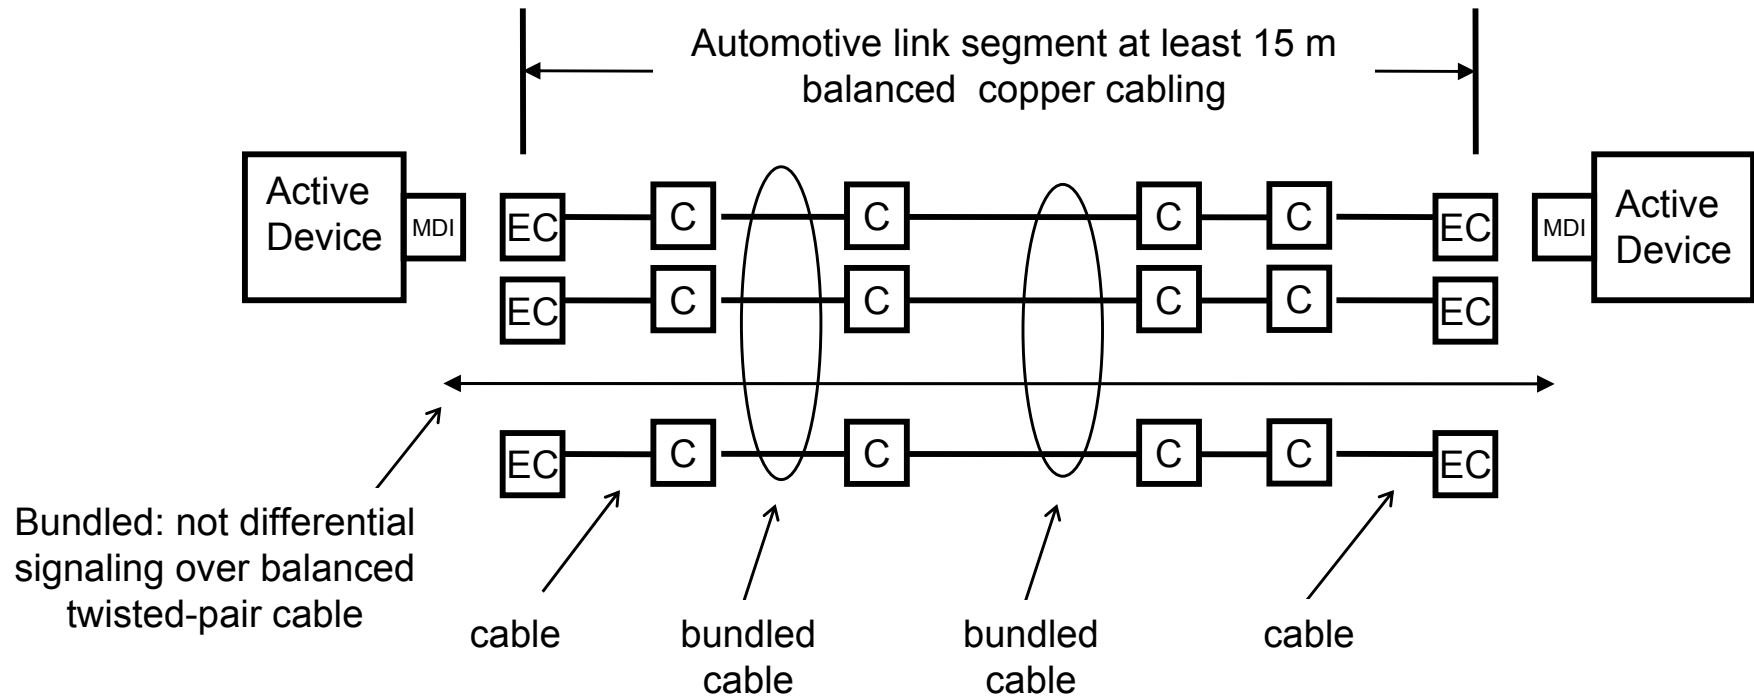 Automotive link segment at least 15 m
balanced copper cabling
Active
Device
MDI
EC C C C C EC
MDI
Active
Device
EC C C C C EC
EC C C C C EC
Bundled: not differential
signaling over balanced
twisted-pair cable
cable
bundled
cable
bundled
cable
cable